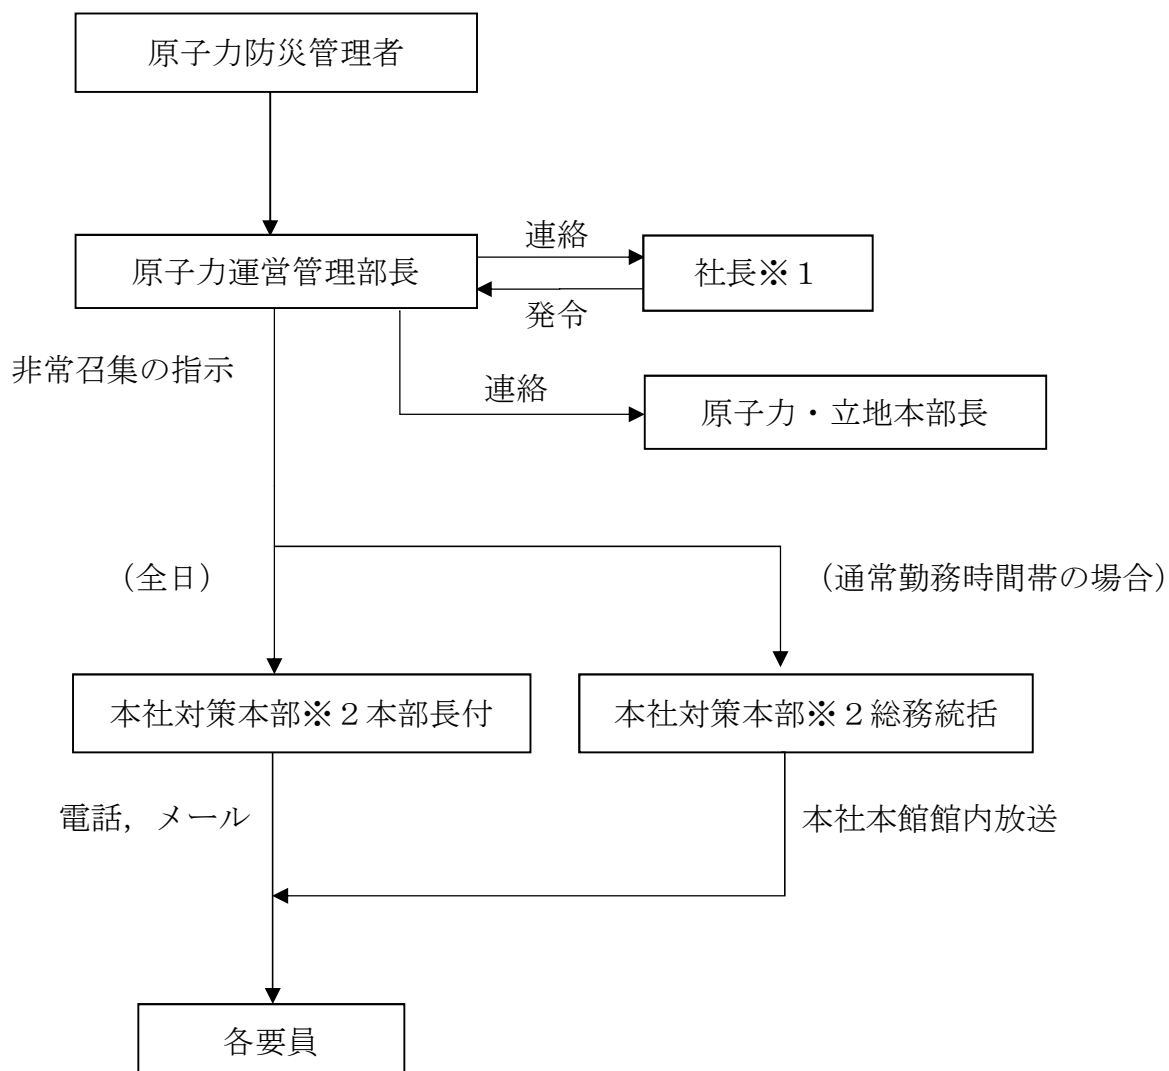 原子力防災管理者
連絡
原子力運営管理部長
社長※１
発令
非常召集の指示
連絡
原子力・立地本部長
（全日）
（通常勤務時間帯の場合）
本社対策本部※２本部長付
本社対策本部※２総務統括
電話，メール
本社本館館内放送
各要員